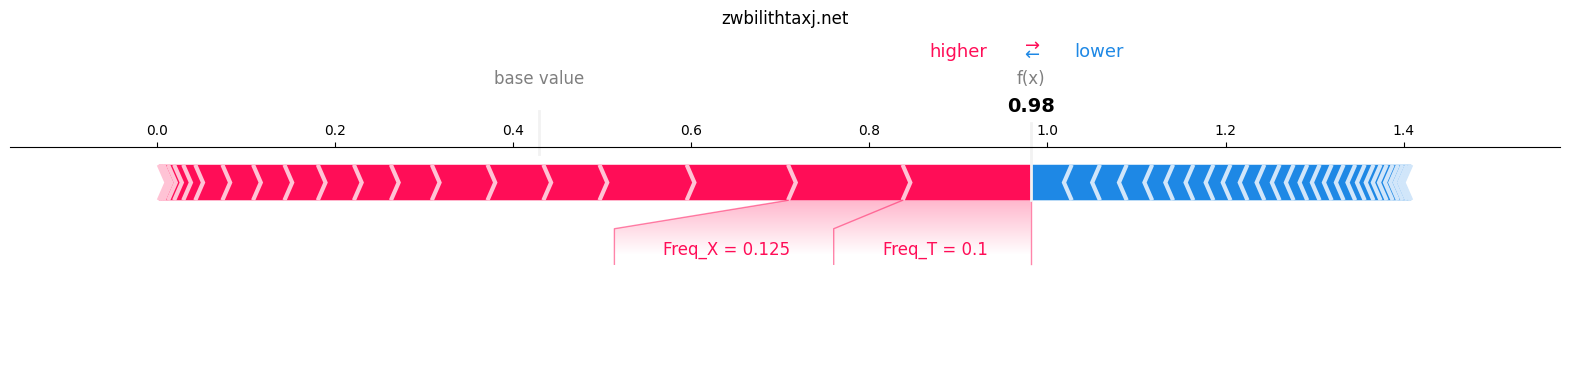 zwbilithtaxj.net
higher ⇄ lower
base value f(x)
0.98
0.0 0.2 0.4 0.6 0.8 1.0 1.2 1.4
Freq_X = 0.125 Freq_T = 0.1